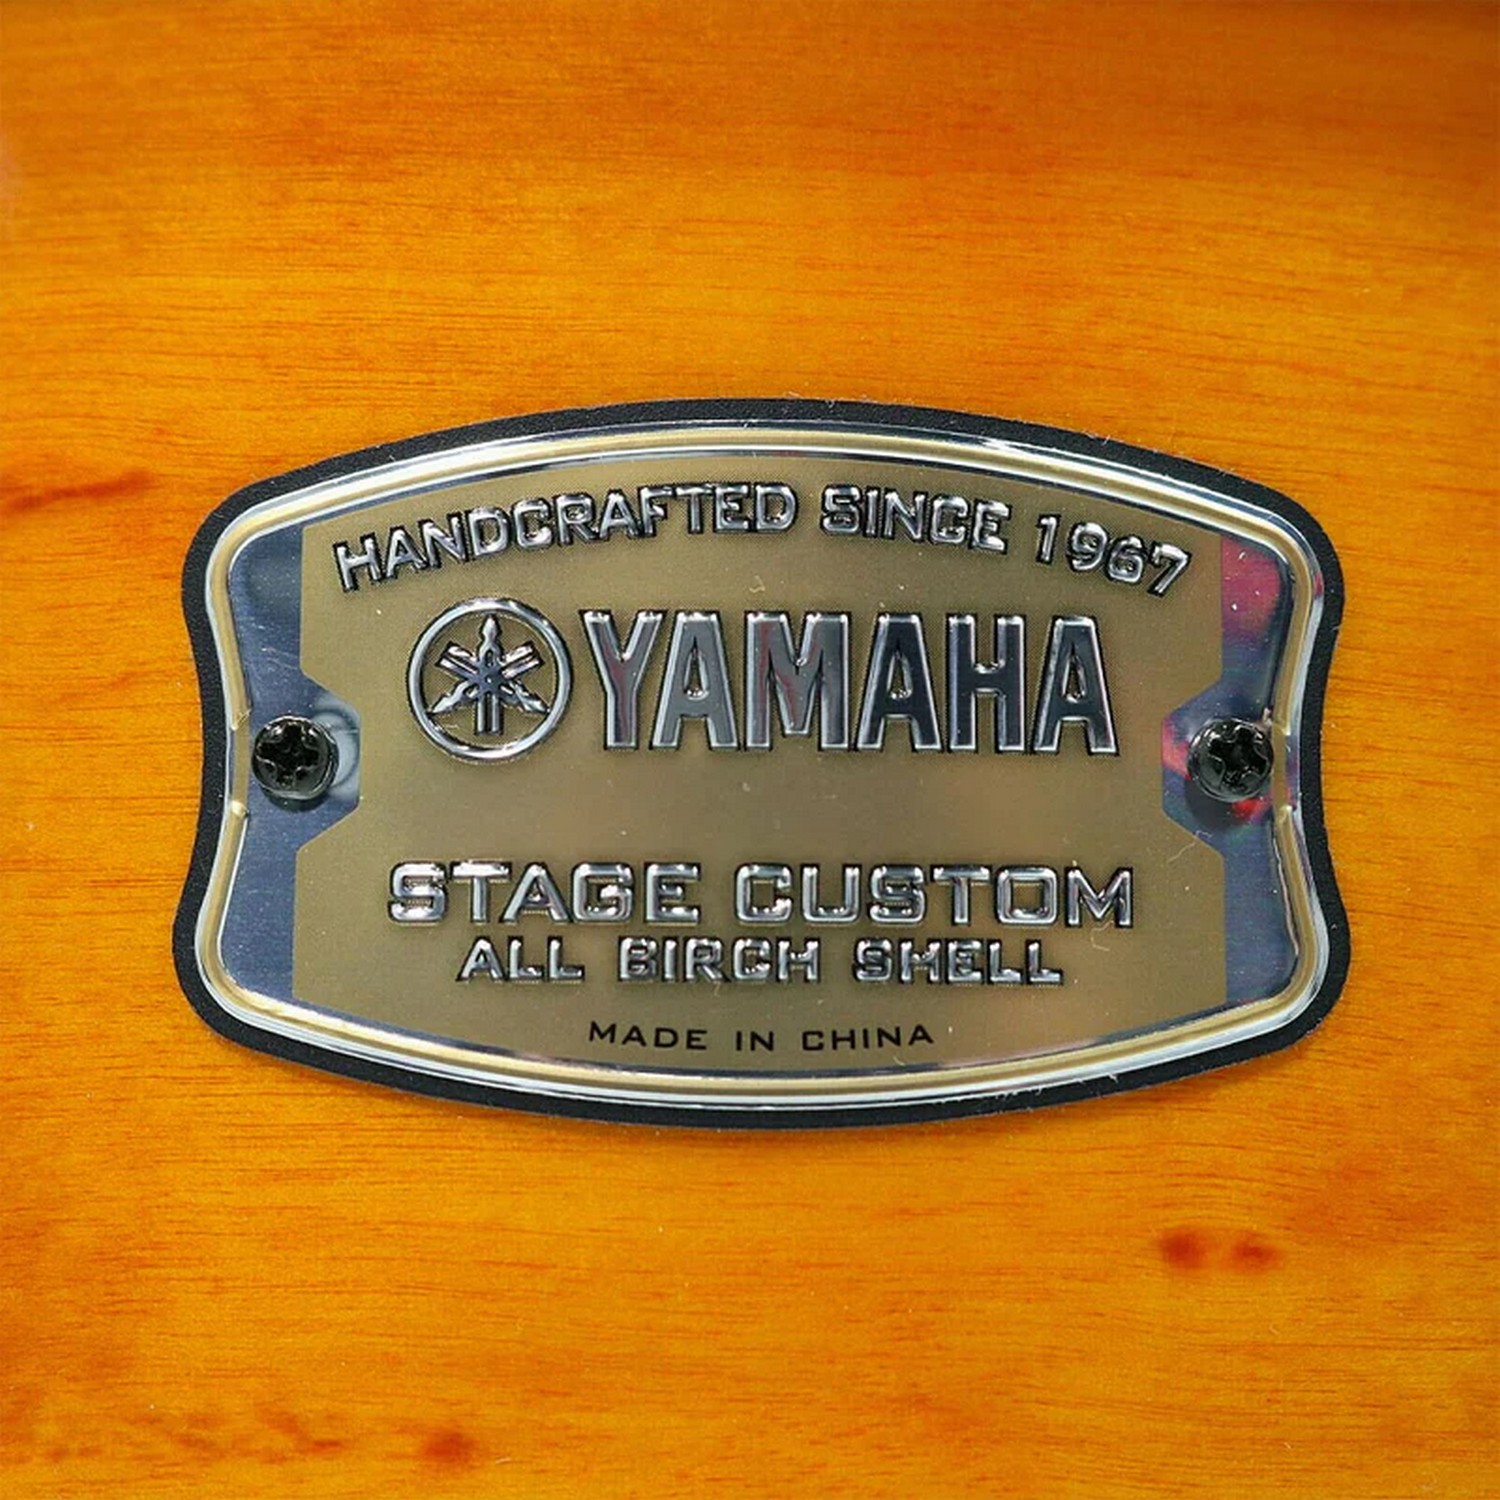 HANDCRAFTED SINCE 1967
YAMAHA
STAGE CUSTOM
ALL BIRCH SHELL
MADE IN CHINA